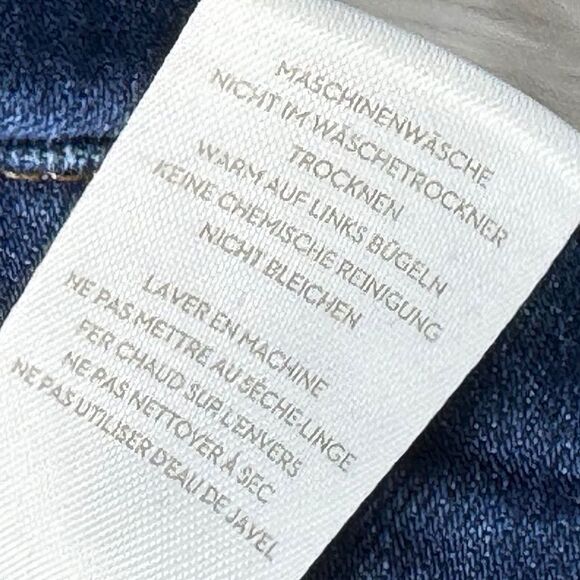 MASCHINENWÄSCHE
NICHT IM WÄSCHETROCKNER
TROCKNEN
WARM AUF LINKS BÜGELN
KEINE CHEMISCHE REINIGUNG
NICHT BLEICHEN
LAVER EN MACHINE
NE PAS METTRE AU SÈCHE-LINGE
FER CHAUD SUR L'ENVERS
NE PAS NETTOYER À SEC
NE PAS UTILISER D'EAU DE JAVEL